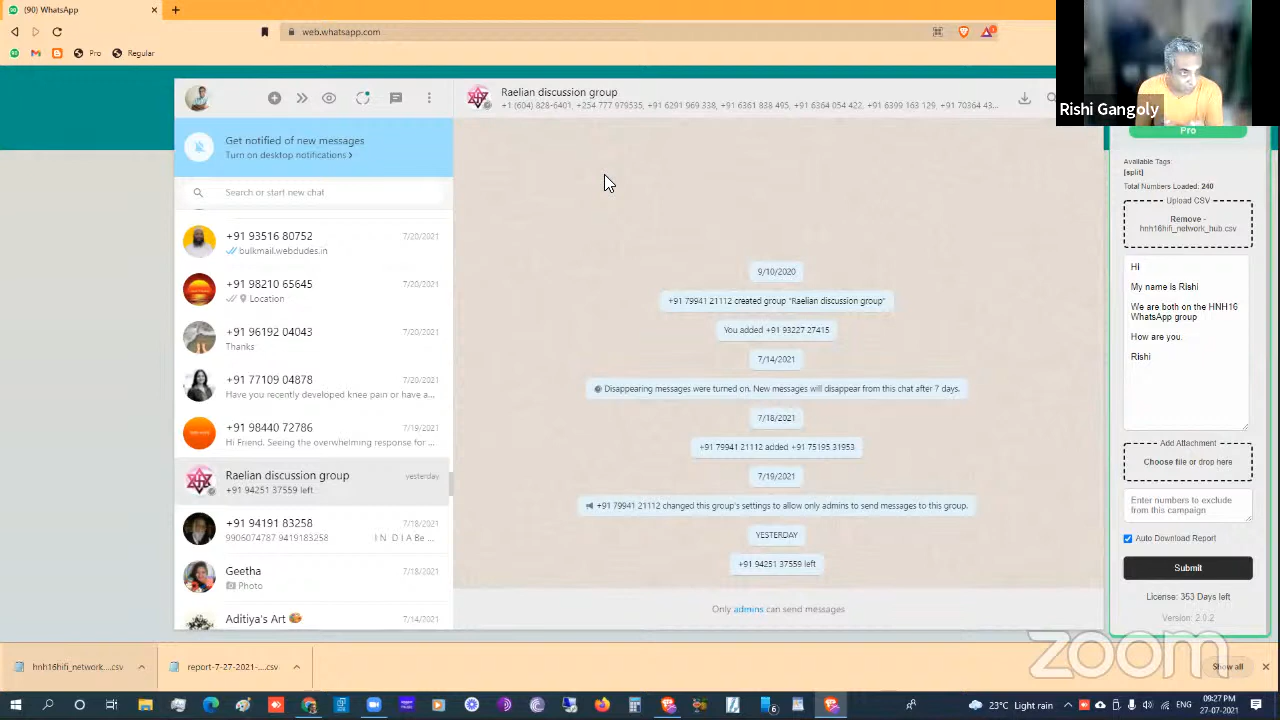 (90) WhatsApp
web.whatsapp.com
Pro
Regular
Rishi Gangoly
Get notified of new messages
Turn on desktop notifications
Search or start new chat
+91 93516 80752
7/20/2021
bulkmail.webdudes.in
+91 98210 65645
7/20/2021
Location
+91 96192 04043
7/20/2021
Thanks
+91 77109 04878
7/20/2021
Have you recently developed knee pain or have a...
+91 98440 72786
7/19/2021
Hi Friend. Seeing the overwhelming response for ...
Raelian discussion group
yesterday
+91 94251 37559 left
+91 94191 83258
7/18/2021
9906074787 9419183258 I N D I A Be ...
Geetha
7/18/2021
Photo
Aditiya's Art
7/14/2021
Raelian discussion group
+1 (604) 828-6401, +254 777 979535, +91 6291 969 338, +91 6361 838 495, +91 6364 054 422, +91 6399 163 129, +91 70364 43...
9/10/2020
+91 79941 21112 created group "Raelian discussion group"
You added +91 93227 27415
7/14/2021
Disappearing messages were turned on. New messages will disappear from this chat after 7 days.
7/18/2021
+91 79941 21112 added +91 75195 31953
7/19/2021
+91 79941 21112 changed this group's settings to allow only admins to send messages to this group.
YESTERDAY
+91 94251 37559 left
Only admins can send messages
Pro
Available Tags:
[split]
Total Numbers Loaded: 240
Upload CSV
Remove -
hnh16hifi_network_hub.csv
Hi
My name is Rishi
We are both on the HNH16
WhatsApp group
How are you.
Rishi
Add Attachment
Choose file or drop here
Enter numbers to exclude
from this campaign
Auto Download Report
Submit
License: 353 Days left
Version: 2.0.2
zoom
hnh16hifi_network....csv
report-7-27-2021-....csv
Show all
23°C Light rain
09:27 PM
27-07-2021